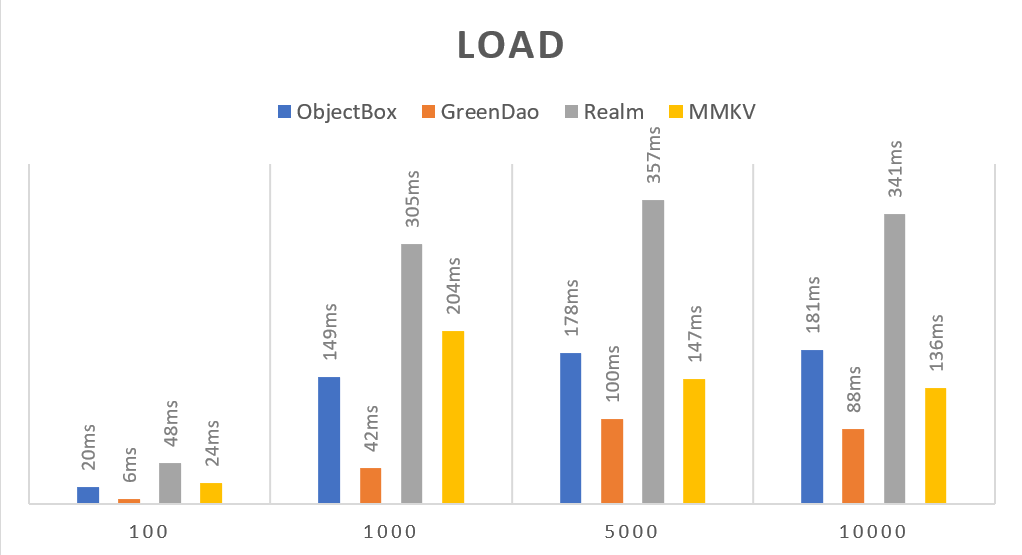 LOAD
ObjectBox GreenDao Realm MMKV
20ms 6ms 48ms 24ms
149ms 42ms 305ms 204ms
178ms 100ms 357ms 147ms
181ms 88ms 341ms 136ms
100 1000 5000 10000